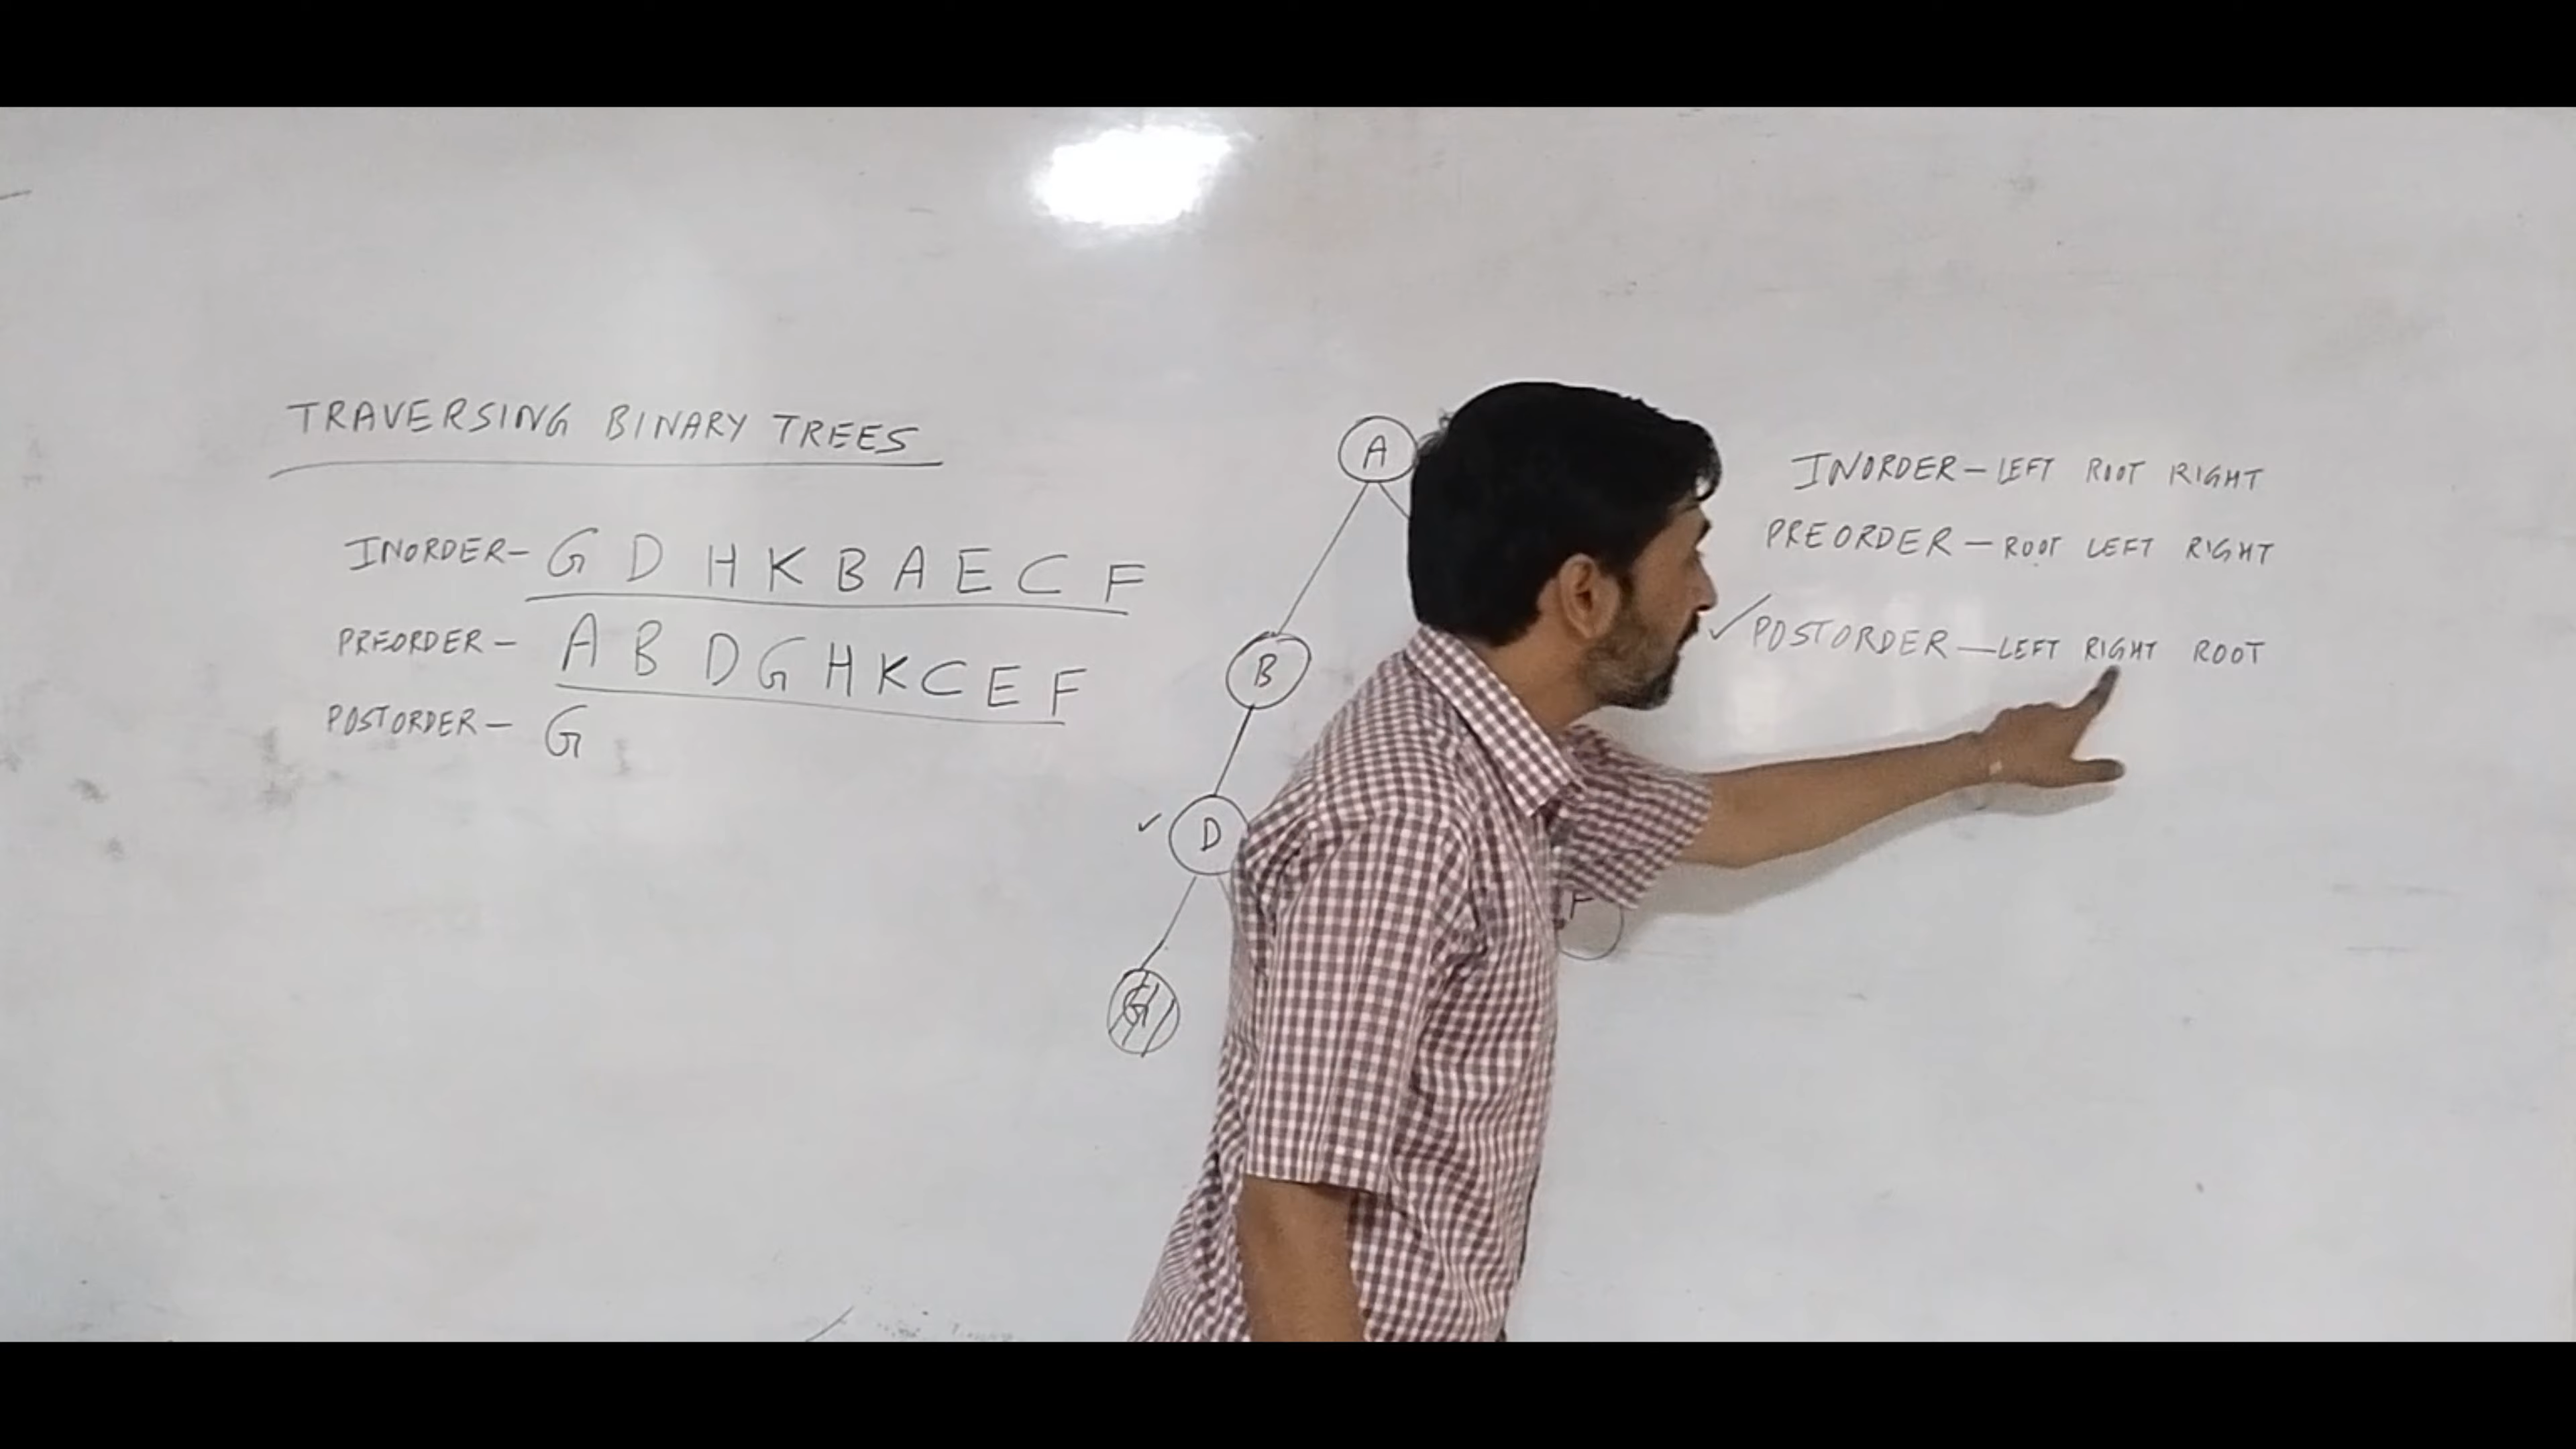 TRAVERSING BINARY TREES
INORDER- G D H K B A E C F
PREORDER- A B D G H K C E F
POSTORDER- G
A
B
D
G
F
INORDER-LEFT ROOT RIGHT
PREORDER-ROOT LEFT RIGHT
✓POSTORDER-LEFT RIGHT ROOT